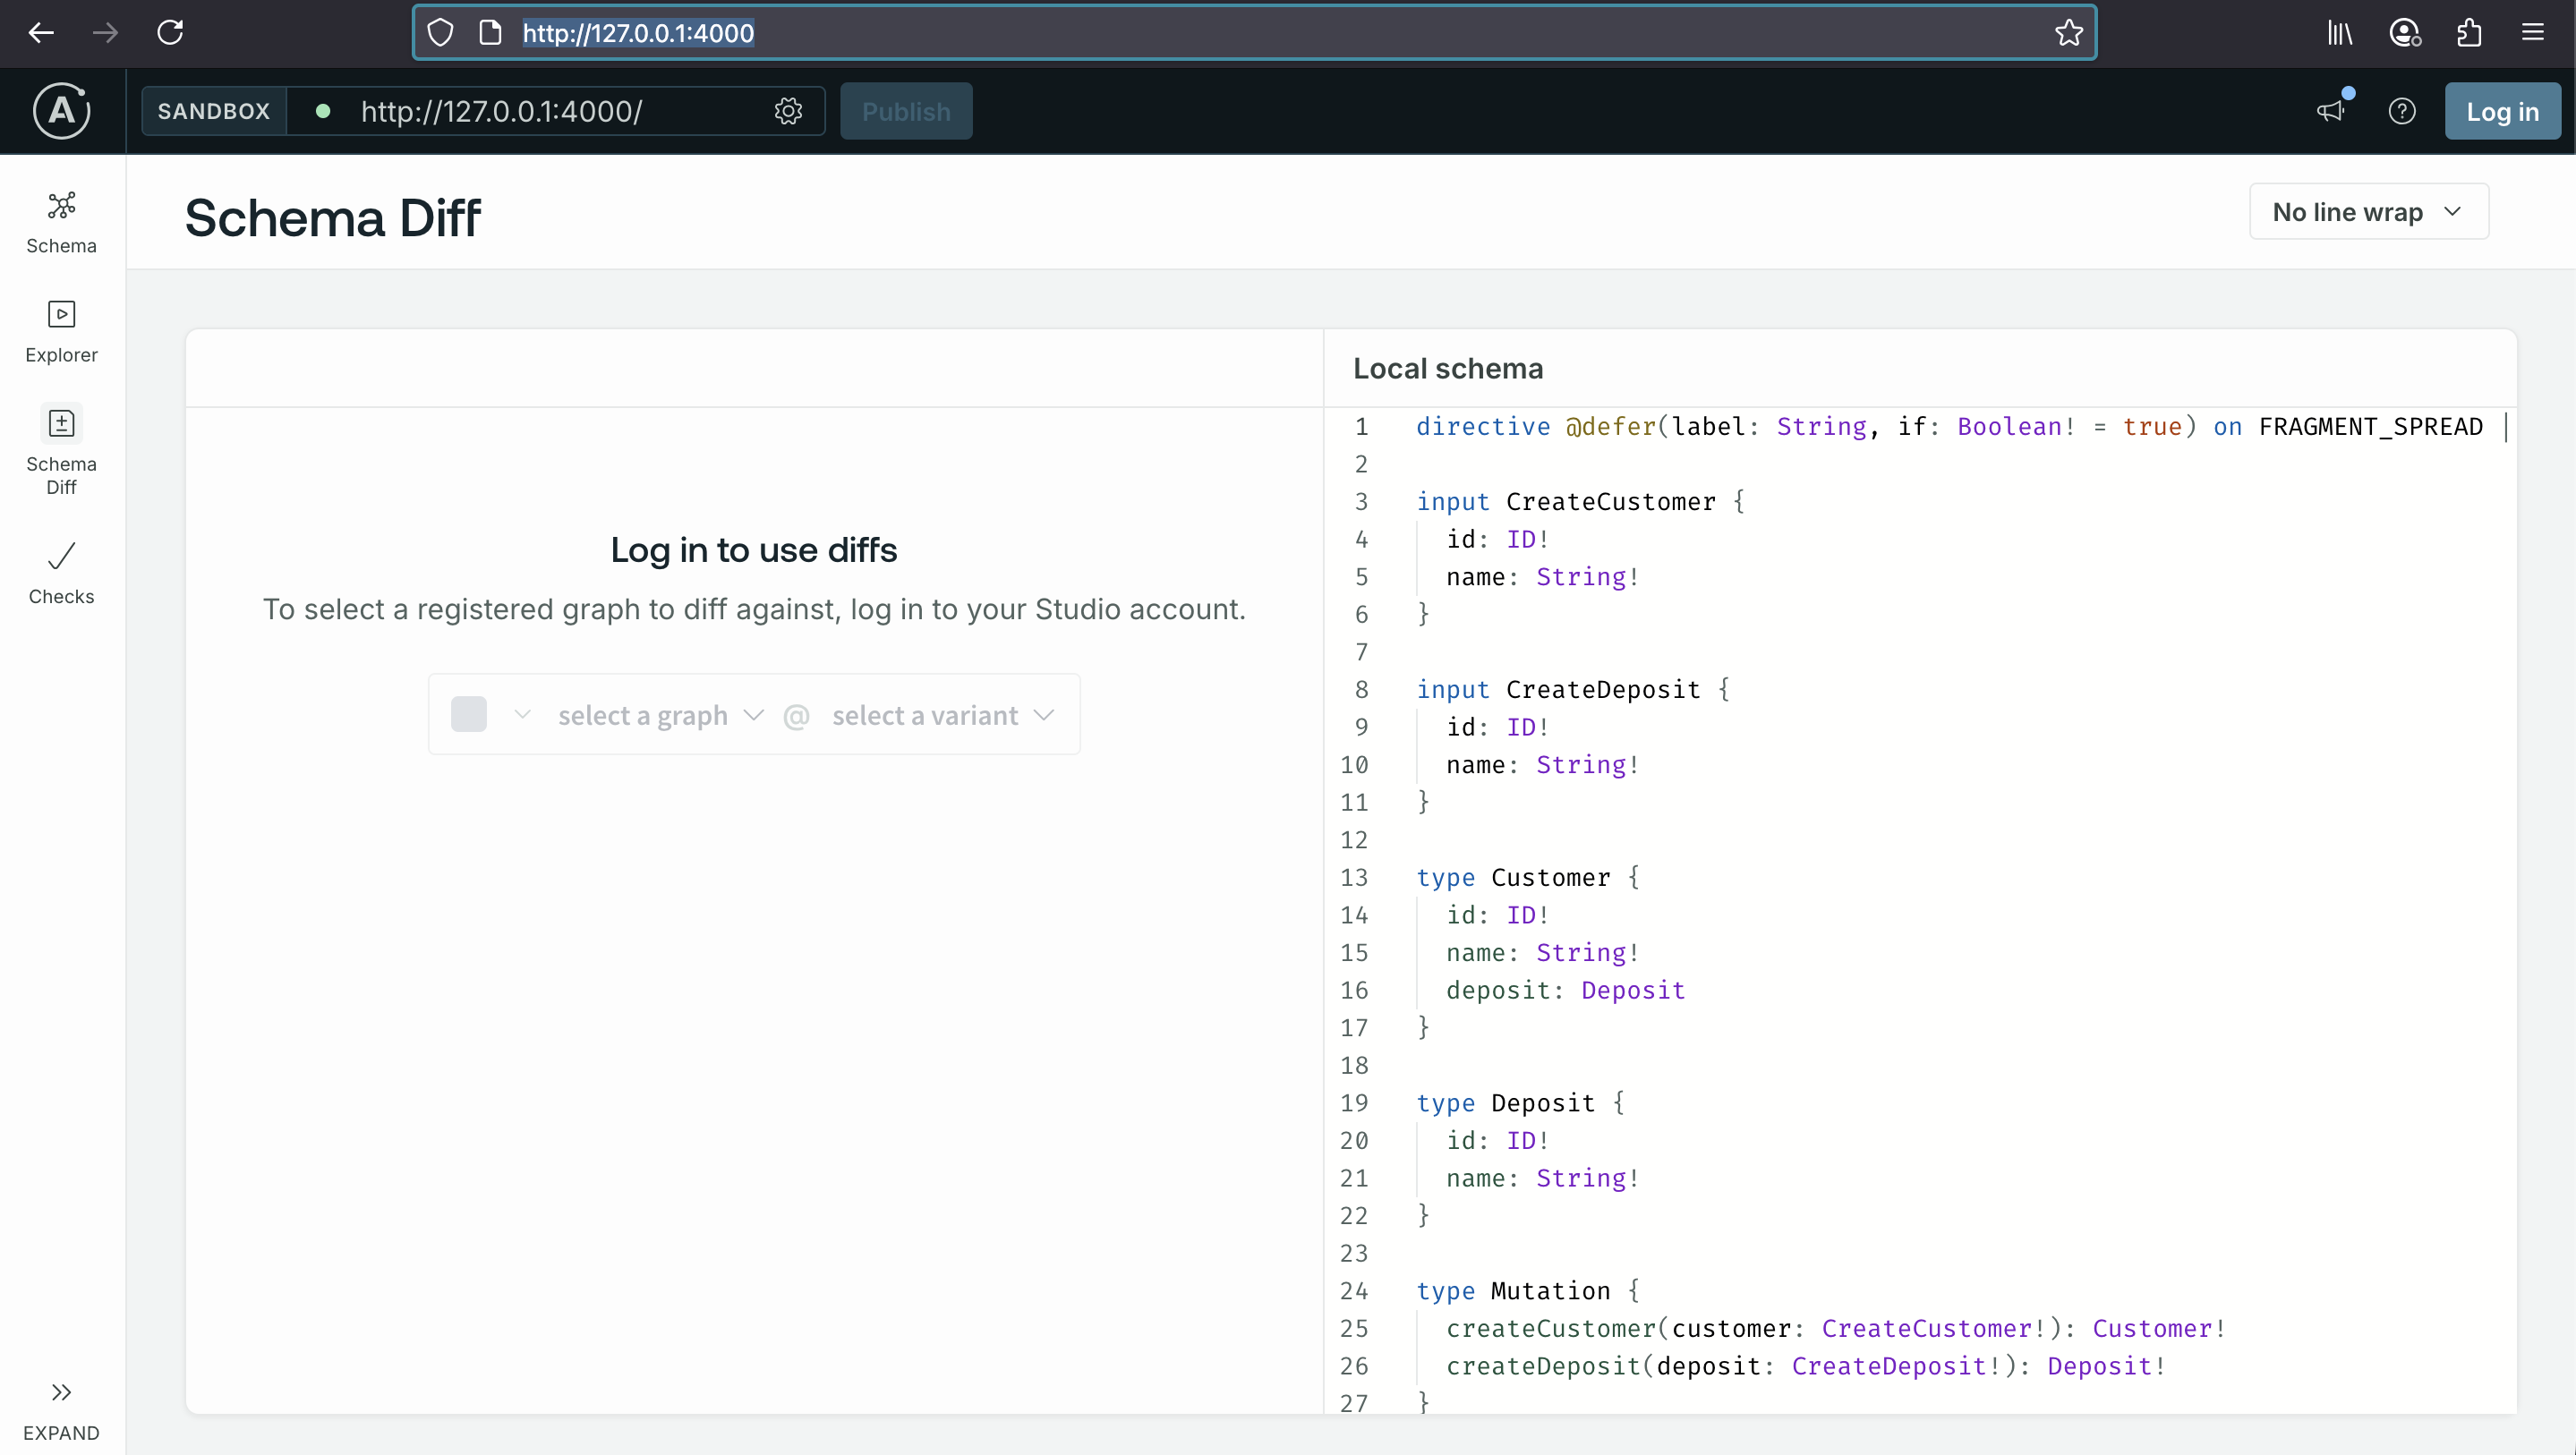 http://127.0.0.1:4000
SANDBOX
http://127.0.0.1:4000/
Publish
Log in
Schema
Explorer
Schema
Diff
Checks
EXPAND
Schema Diff
No line wrap
Log in to use diffs
To select a registered graph to diff against, log in to your Studio account.
select a graph @ select a variant
Local schema
1 directive @defer(label: String, if: Boolean! = true) on FRAGMENT_SPREAD |
2
3 input CreateCustomer {
4 id: ID!
5 name: String!
6 }
7
8 input CreateDeposit {
9 id: ID!
10 name: String!
11 }
12
13 type Customer {
14 id: ID!
15 name: String!
16 deposit: Deposit
17 }
18
19 type Deposit {
20 id: ID!
21 name: String!
22 }
23
24 type Mutation {
25 createCustomer(customer: CreateCustomer!): Customer!
26 createDeposit(deposit: CreateDeposit!): Deposit!
27 }